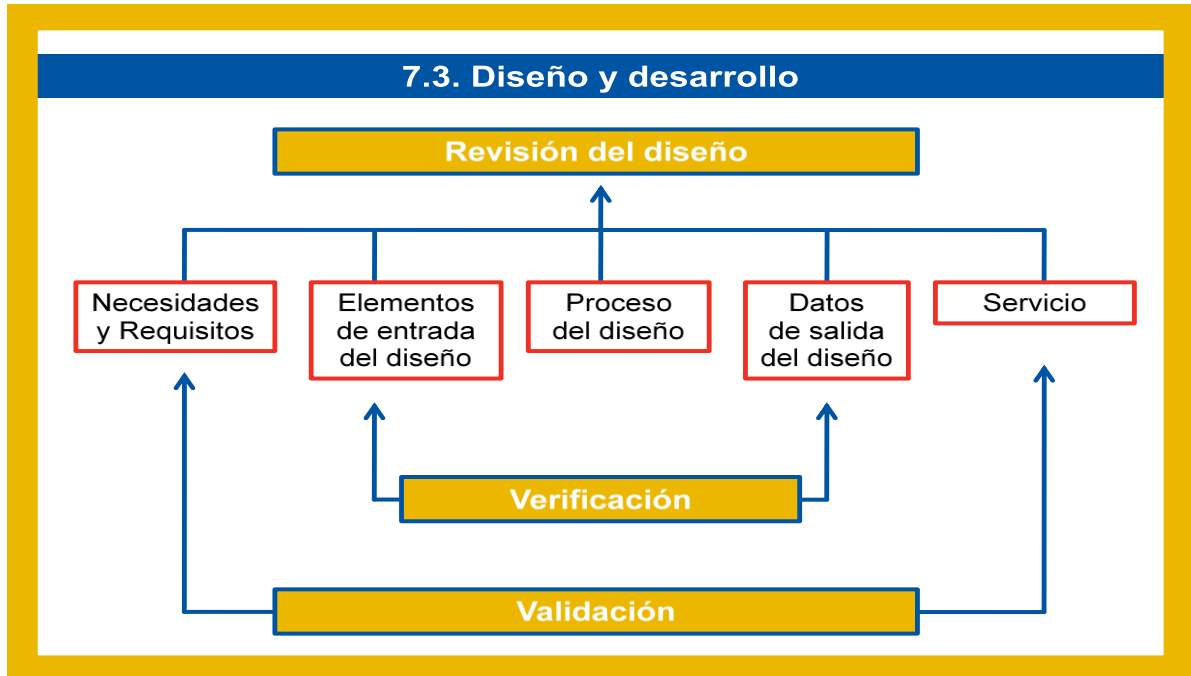 7.3. Diseño y desarrollo
Revisión del diseño
Necesidades
y Requisitos
Elementos
de entrada
del diseño
Proceso
del diseño
Datos
de salida
del diseño
Servicio
Verificación
Validación